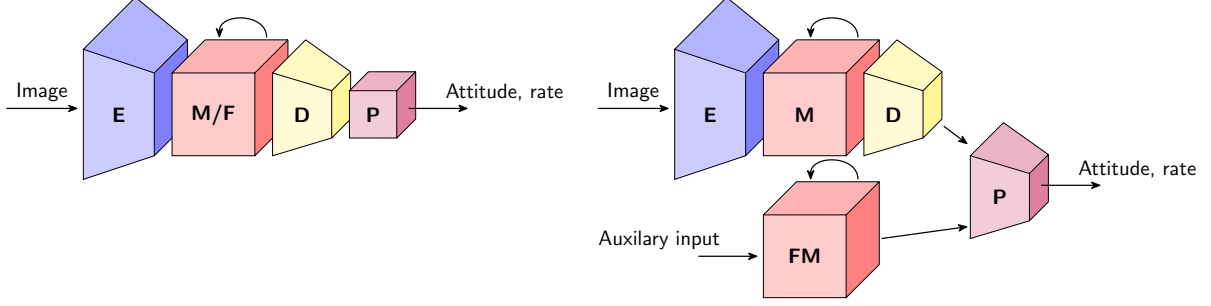 Image
E
M/F
D
P
Attitude, rate
Image
E
M
D
P
Attitude, rate
Auxilary input
FM